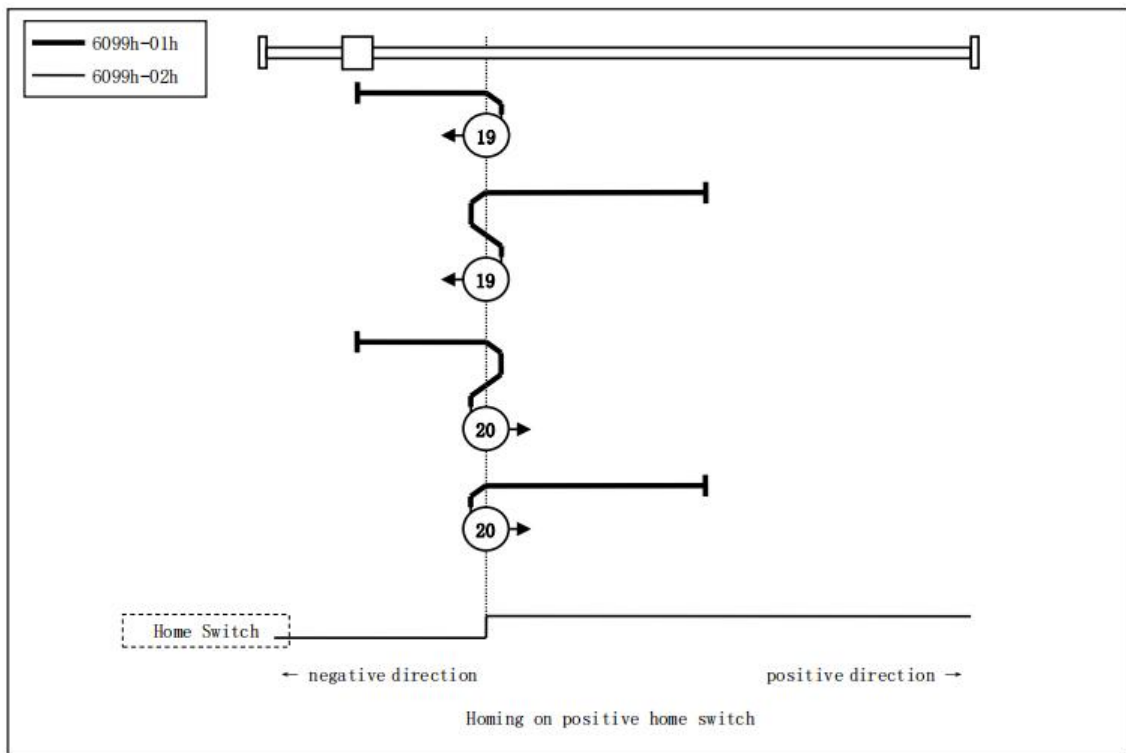 6099h-01h
6099h-02h
19
19
20
20
Home Switch
← negative direction
positive direction →
Homing on positive home switch